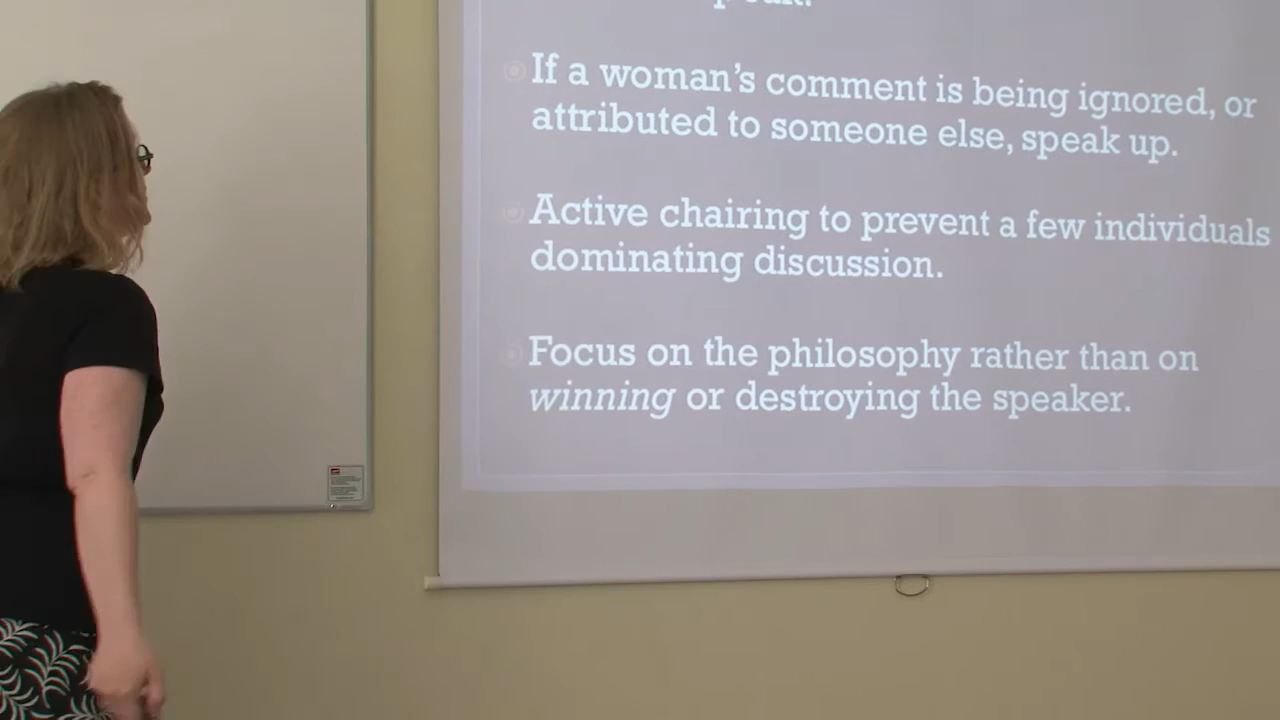 If a woman's comment is being ignored, or
attributed to someone else, speak up.
Active chairing to prevent a few individuals
dominating discussion.
Focus on the philosophy rather than on
winning or destroying the speaker.